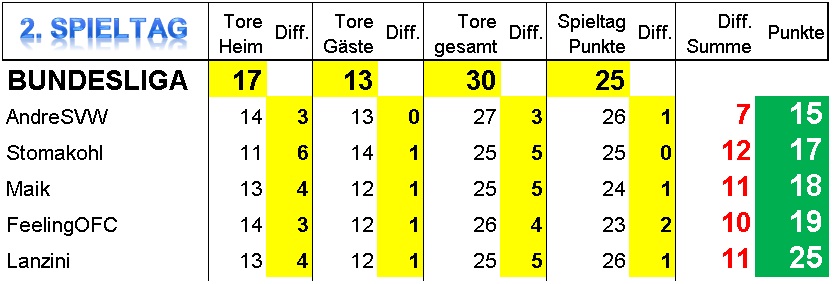 2. SPIELTAG Tore Heim Diff. Tore Gäste Diff. Tore gesamt Diff. Spieltag Punkte Diff. Diff. Summe Punkte
BUNDESLIGA 17 13 30 25
AndreSVW 14 3 13 0 27 3 26 1 7 15
Stomakohl 11 6 14 1 25 5 25 0 12 17
Maik 13 4 12 1 25 5 24 1 11 18
FeelingOFC 14 3 12 1 26 4 23 2 10 19
Lanzini 13 4 12 1 25 5 26 1 11 25